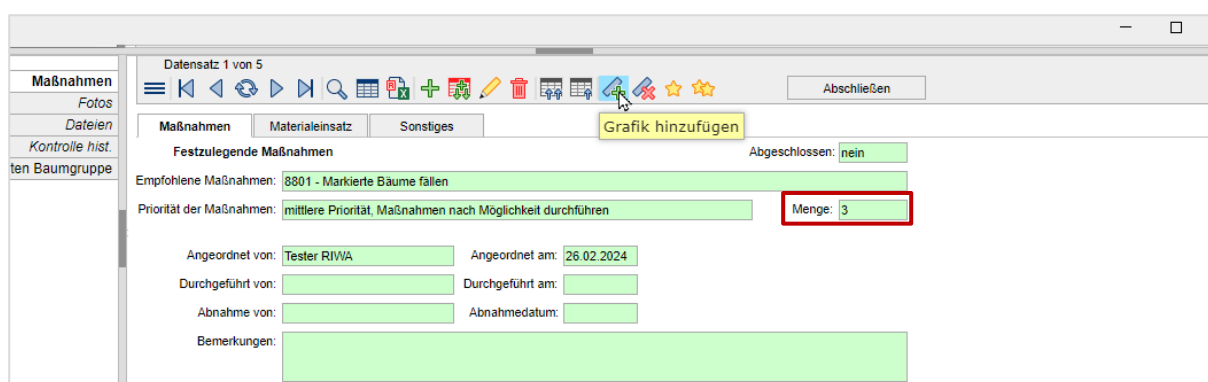 Datensatz 1 von 5
Maßnahmen
Fotos
Dateien
Kontrolle hist.
ten Baumgruppe
Abschließen
Maßnahmen Materialeinsatz Sonstiges
Grafik hinzufügen
Festzulegende Maßnahmen Abgeschlossen: nein
Empfohlene Maßnahmen: 8801 - Markierte Bäume fällen
Priorität der Maßnahmen: mittlere Priorität, Maßnahmen nach Möglichkeit durchführen Menge: 3
Angeordnet von: Tester RIWA Angeordnet am: 26.02.2024
Durchgeführt von: Durchgeführt am:
Abnahme von: Abnahmedatum:
Bemerkungen: